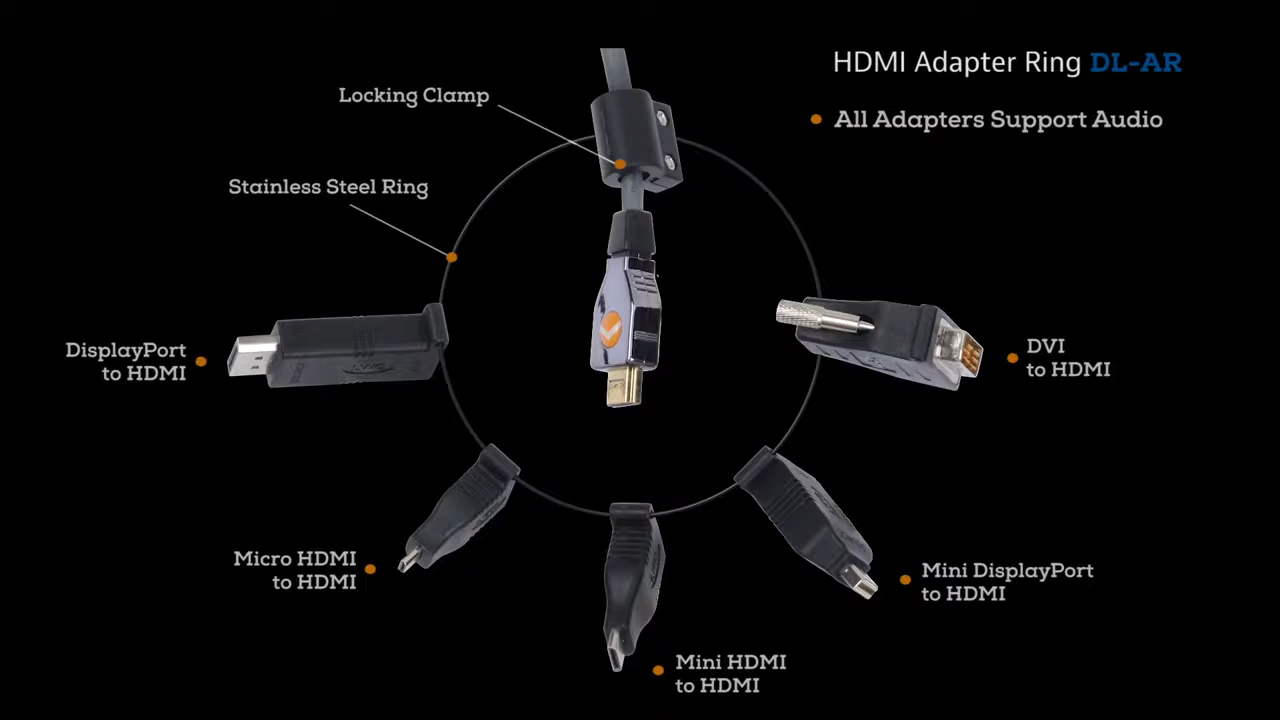 HDMI Adapter Ring DL-AR
All Adapters Support Audio
Locking Clamp
Stainless Steel Ring
DisplayPort
to HDMI
DVI
to HDMI
Micro HDMI
to HDMI
Mini DisplayPort
to HDMI
Mini HDMI
to HDMI